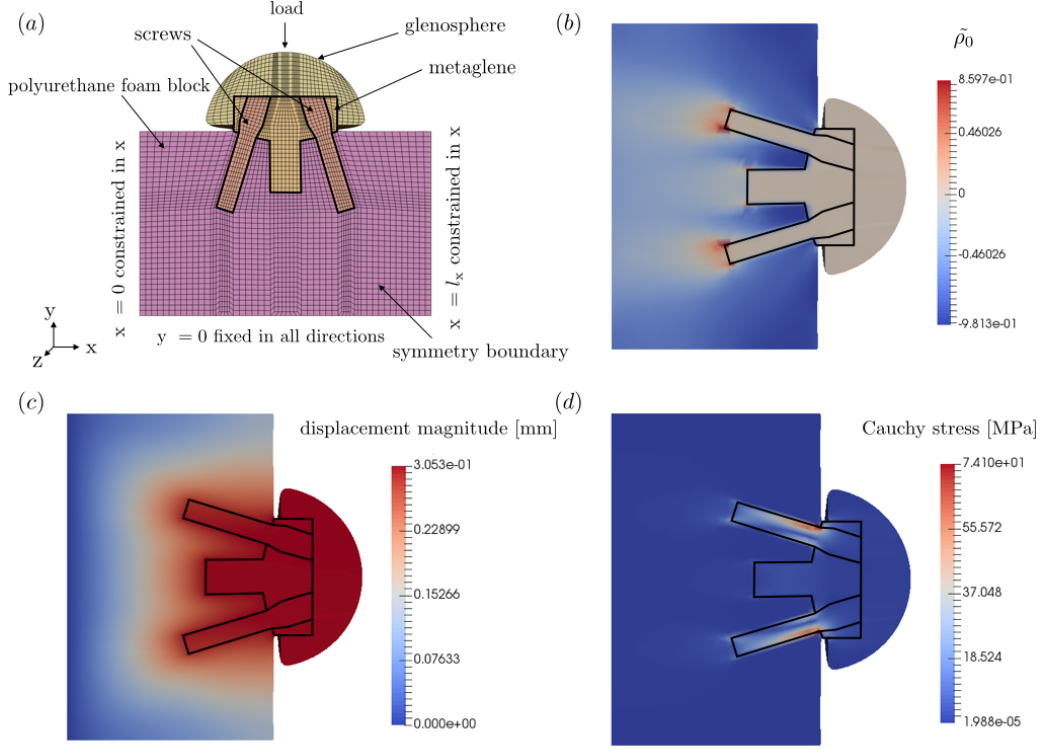 (a)
load
screws
glenosphere
metaglene
polyurethane foam block
x = 0 constrained in x
x = lₓ constrained in x
y
x
z
y = 0 fixed in all directions
symmetry boundary
(b)
ρ̃₀
8.597e-01
0.46026
0
-0.46026
-9.813e-01
(c)
displacement magnitude [mm]
3.053e-01
0.22899
0.15266
0.07633
0.000e+00
(d)
Cauchy stress [MPa]
7.410e+01
55.572
37.048
18.524
1.988e-05